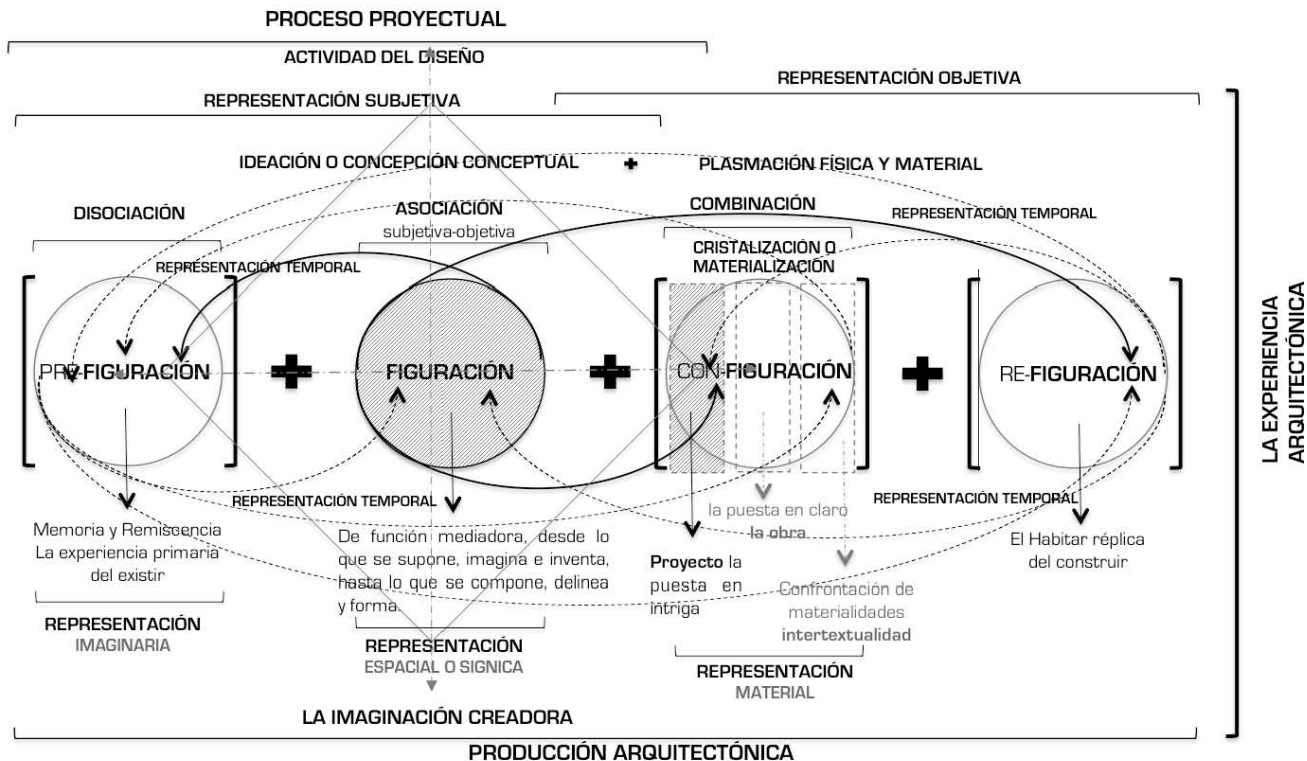 PROCESO PROYECTUAL
ACTIVIDAD DEL DISEÑO
REPRESENTACIÓN OBJETIVA
REPRESENTACIÓN SUBJETIVA
IDEACIÓN O CONCEPCIÓN CONCEPTUAL + PLASMACIÓN FÍSICA Y MATERIAL
DISOCIACIÓN
ASOCIACIÓN
subjetiva-objetiva
COMBINACIÓN
REPRESENTACIÓN TEMPORAL
CRISTALIZACIÓN O
MATERIALIZACIÓN
REPRESENTACIÓN TEMPORAL
PRE-FIGURACIÓN + FIGURACIÓN + CON-FIGURACIÓN + RE-FIGURACIÓN
LA EXPERIENCIA
ARQUITECTÓNICA
REPRESENTACIÓN TEMPORAL
REPRESENTACIÓN TEMPORAL
Memoria y Remiscencia
La experiencia primaria
del existir
De función mediadora, desde lo
que se supone, imagina e inventa,
hasta lo que se compone, delinea
y forma.
Proyecto la
puesta en
intriga
la puesta en claro
la obra
Confrontación de
materialidades
intertextualidad
El Habitar réplica
del construir
REPRESENTACIÓN
IMAGINARIA
REPRESENTACIÓN
ESPACIAL O SIGNICA
REPRESENTACIÓN
MATERIAL
LA IMAGINACIÓN CREADORA
PRODUCCIÓN ARQUITECTÓNICA